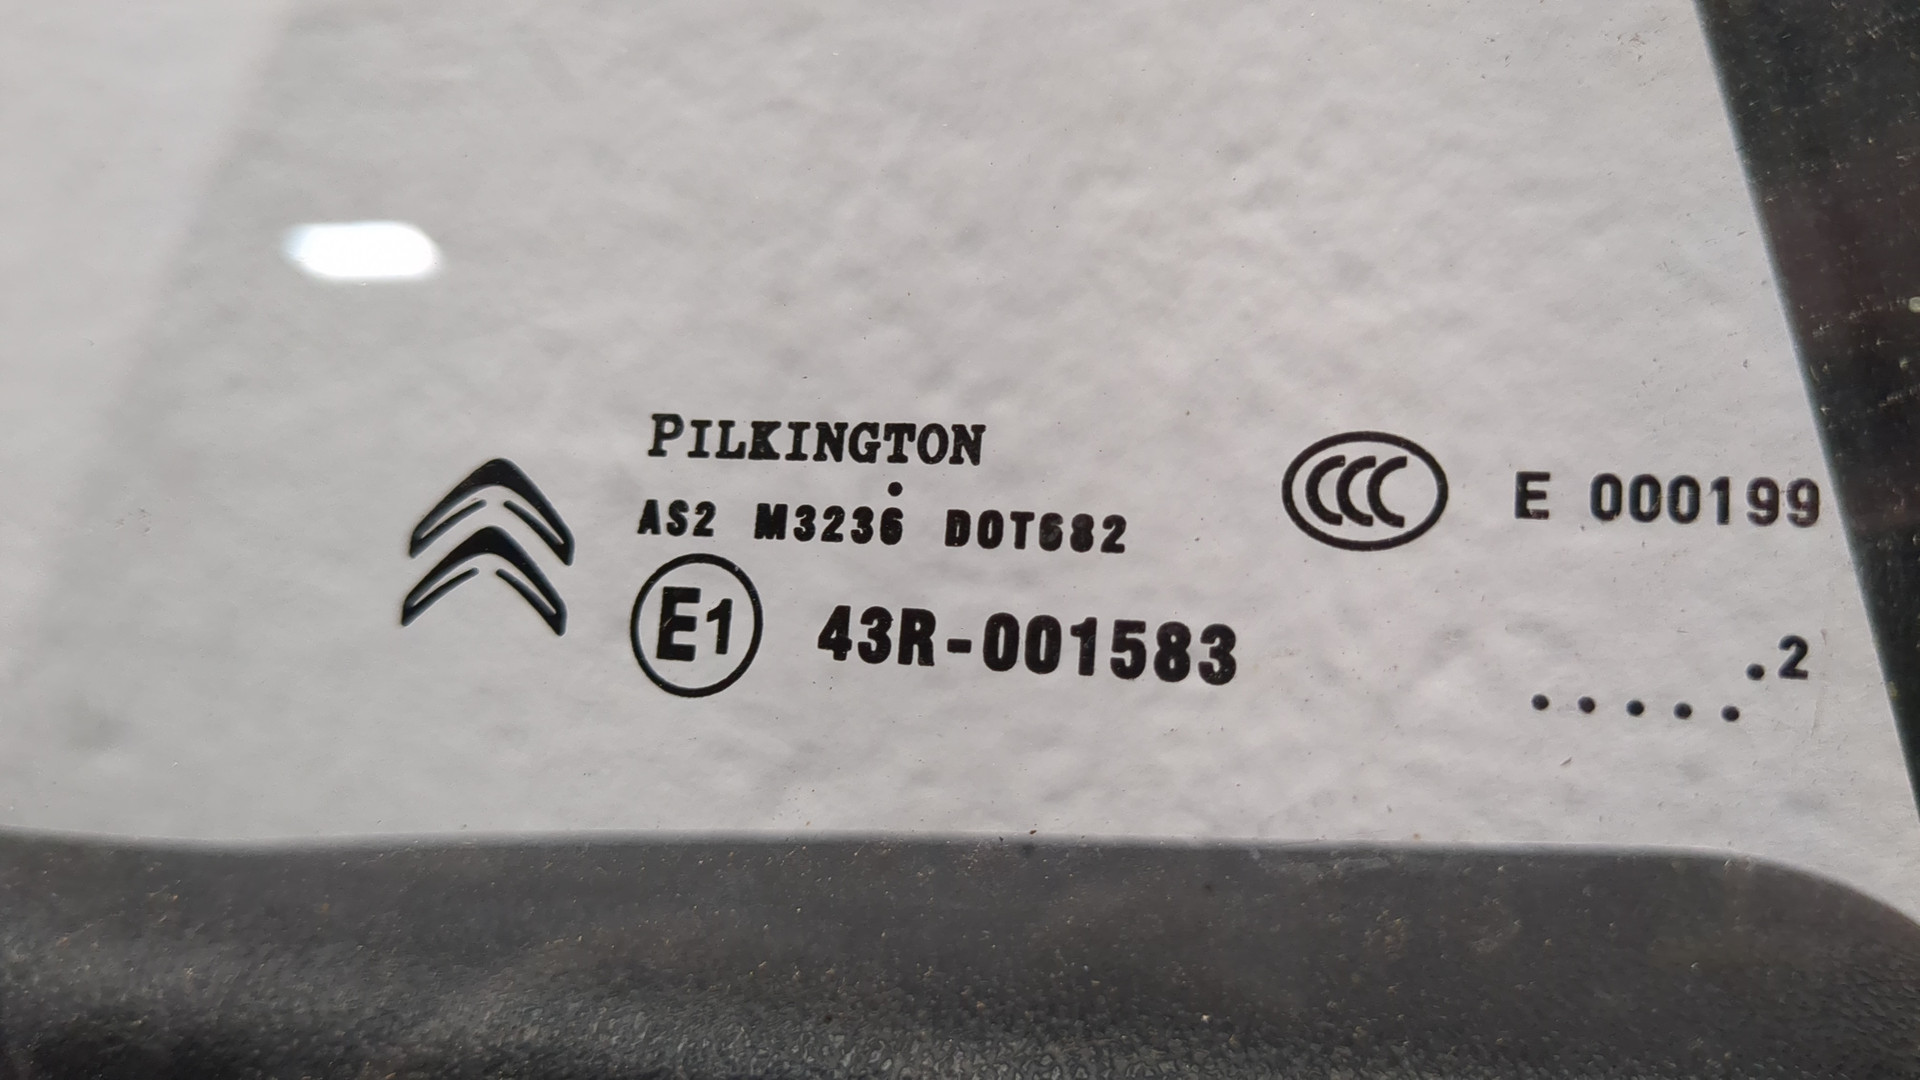 PILKINGTON
AS2 M3236 DOT682
E1 43R-001583
CCC E 000199
.....·2